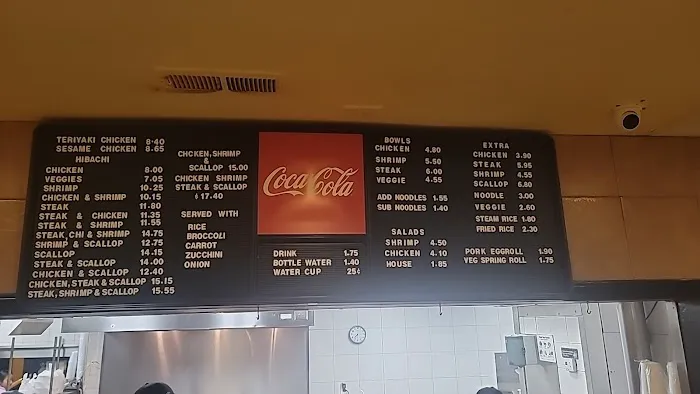 TERIYAKI CHICKEN 8.40
SESAME CHICKEN 8.65
HIBACHI
CHICKEN 8.00
VEGGIES 7.05
SHRIMP 10.25
CHICKEN & SHRIMP 10.15
STEAK 11.60
STEAK & CHICKEN 11.35
STEAK & SHRIMP 11.55
STEAK, CHI & SHRIMP 14.75
SHRIMP & SCALLOP 12.75
SCALLOP 14.15
STEAK & SCALLOP 14.00
CHICKEN & SCALLOP 12.40
CHICKEN, STEAK & SCALLOP 15.15
STEAK, SHRIMP & SCALLOP 15.55
CHCKEN, SHRIMP
&
SCALLOP 15.00
CHICKEN SHRIMP
STEAK & SCALLOP
$17.40
SERVED WITH
RICE
BROCCOLI
CARROT
ZUCCHINI
ONION
Coca-Cola
DRINK 1.75
BOTTLE WATER 1.40
WATER CUP 25¢
BOWLS
CHICKEN 4.80
SHRIMP 5.50
STEAK 6.00
VEGGIE 4.55
ADD NOODLES 1.55
SUB NOODLES 1.40
SALADS
SHRIMP 4.50
CHICKEN 4.10
HOUSE 1.85
EXTRA
CHICKEN 3.90
STEAK 5.95
SHRIMP 4.55
SCALLOP 6.80
NOODLE 3.00
VEGGIE 2.60
STEAM RICE 1.80
FRIED RICE 2.30
PORK EGGROLL 1.90
VEG SPRING ROLL 1.75